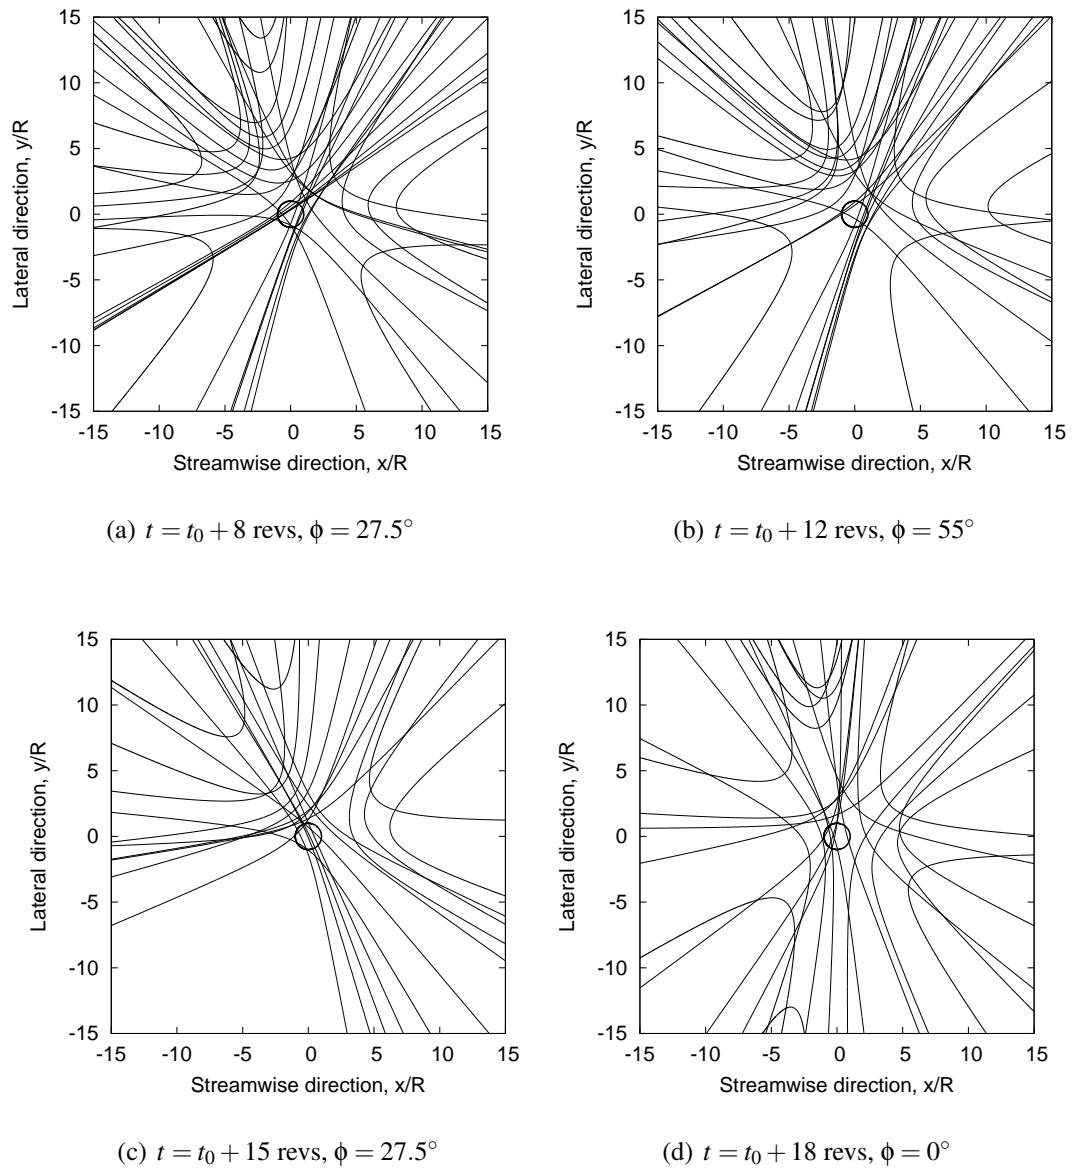 15
10
5
0
-5
-10
-15
-15 -10 -5 0 5 10 15
Lateral direction, y/R
Streamwise direction, x/R
(a) t = t0 + 8 revs, ϕ = 27.5°
15
10
5
0
-5
-10
-15
-15 -10 -5 0 5 10 15
Lateral direction, y/R
Streamwise direction, x/R
(b) t = t0 + 12 revs, ϕ = 55°
15
10
5
0
-5
-10
-15
-15 -10 -5 0 5 10 15
Lateral direction, y/R
Streamwise direction, x/R
(c) t = t0 + 15 revs, ϕ = 27.5°
15
10
5
0
-5
-10
-15
-15 -10 -5 0 5 10 15
Lateral direction, y/R
Streamwise direction, x/R
(d) t = t0 + 18 revs, ϕ = 0°